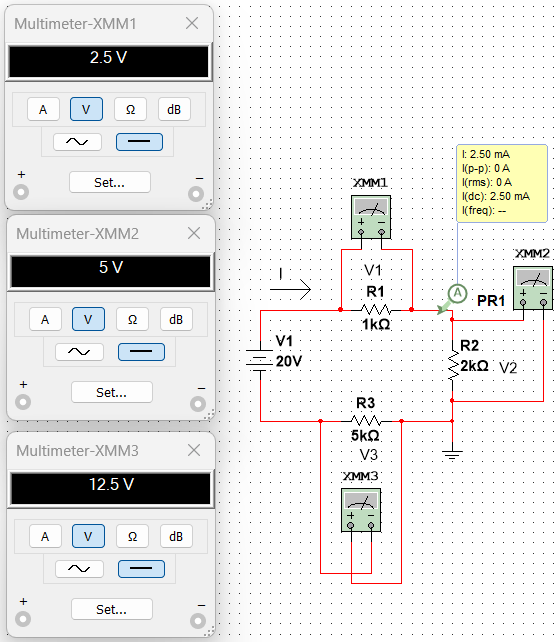 Multimeter-XMM1
2.5 V
A V Ω dB
+ −
Set...
Multimeter-XMM2
5 V
A V Ω dB
+ −
Set...
Multimeter-XMM3
12.5 V
A V Ω dB
+ −
Set...
I: 2.50 mA
I(p-p): 0 A
I(rms): 0 A
I(dc): 2.50 mA
I(freq): --
XMM1
+ −
XMM2
+ −
I
V1
R1
1kΩ
A
PR1
V1
20V
R2
2kΩ
V2
R3
5kΩ
V3
XMM3
+ −